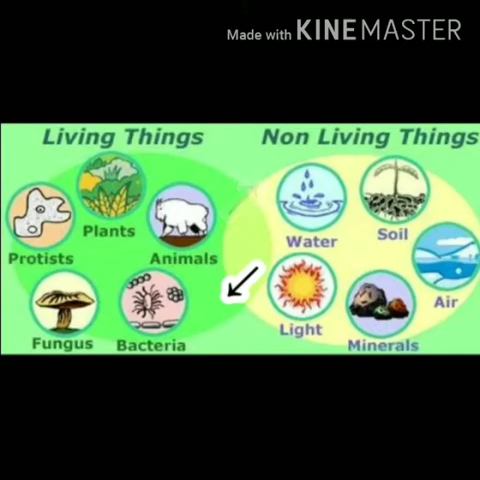 Made with KINEMASTER
Living Things
Non Living Things
Plants
Protists
Animals
Fungus
Bacteria
Water
Soil
Air
Light
Minerals